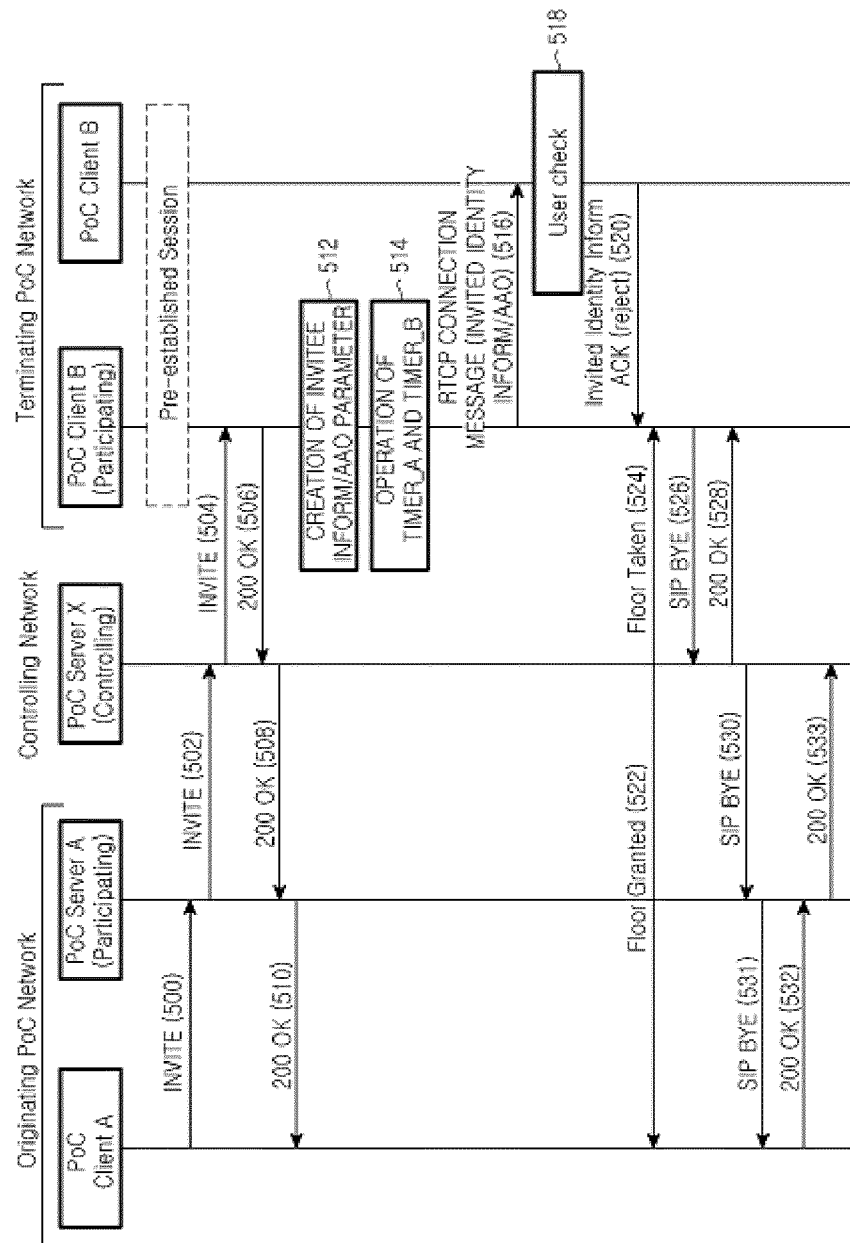 Originating PoC Network
Controlling Network
Terminating PoC Network
PoC
Client A
PoC Server A
(Participating)
PoC Server X
(Controlling)
PoC Client B
(Participating)
PoC Client B
Pre-established Session
INVITE (500)
INVITE (502)
INVITE (504)
200 OK (506)
200 OK (508)
200 OK (510)
CREATION OF INVITEE
INFORM/AAO PARAMETER
512
OPERATION OF
TIMER_A AND TIMER_B
514
RTCP CONNECTION
MESSAGE (INVITED IDENTITY
INFORM/AAO) (516)
User check
518
Invited Identity Inform
ACK (reject) (520)
Floor Granted (522)
Floor Taken (524)
SIP BYE (526)
200 OK (528)
SIP BYE (530)
SIP BYE (531)
200 OK (532)
200 OK (533)